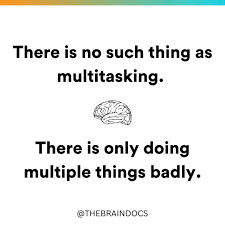 There is no such thing as
multitasking.
There is only doing
multiple things badly.
@THEBRAINDOCS